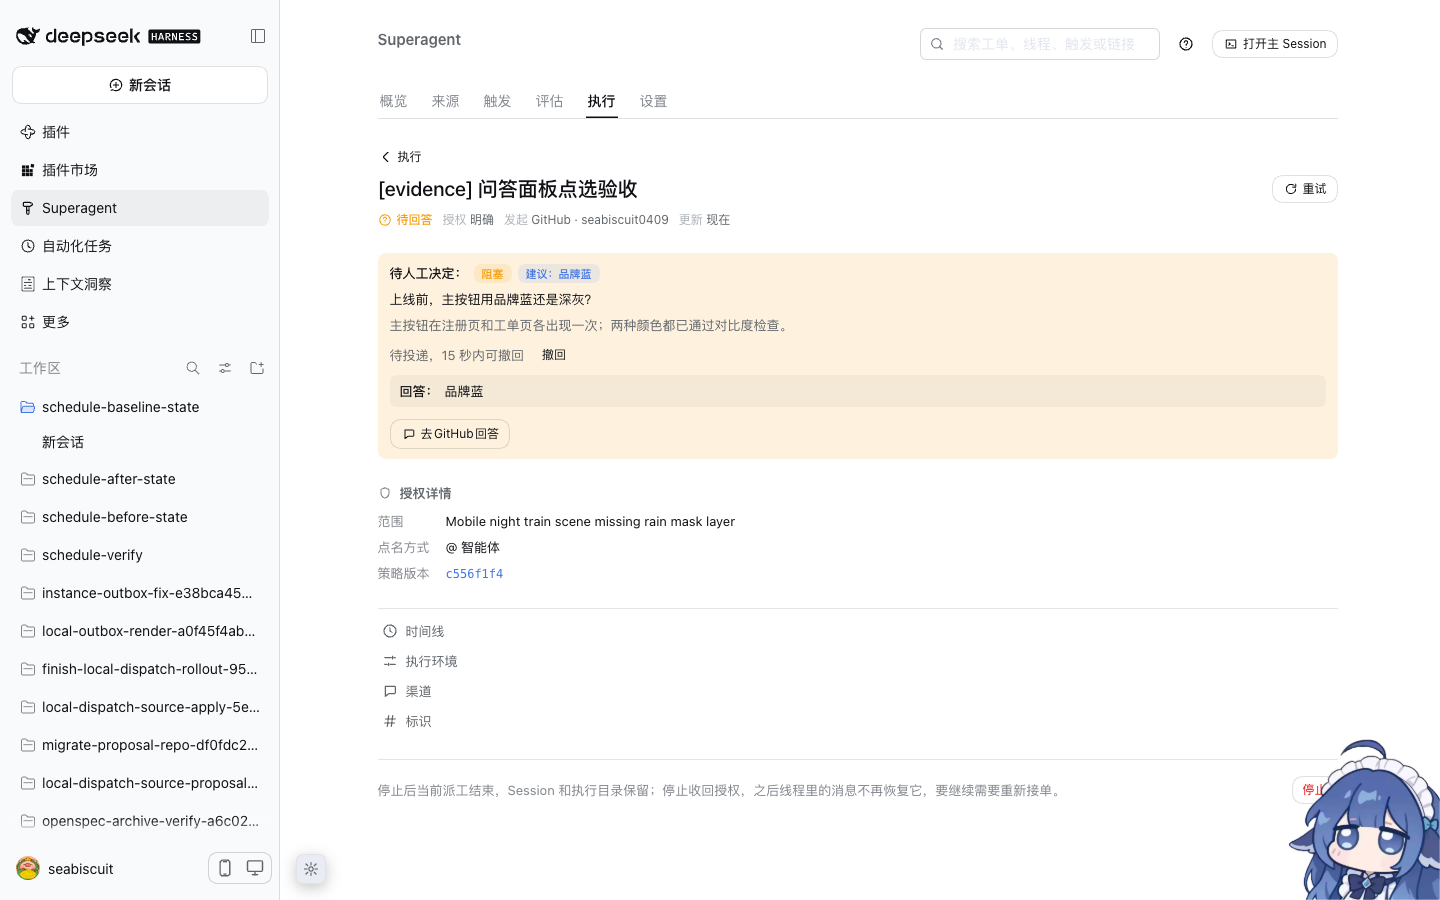 deepseek HARNESS
新会话
插件
插件市场
Superagent
自动化任务
上下文洞察
更多
工作区
schedule-baseline-state
新会话
schedule-after-state
schedule-before-state
schedule-verify
instance-outbox-fix-e38bca45...
local-outbox-render-a0f45f4ab...
finish-local-dispatch-rollout-95...
local-dispatch-source-apply-5e...
migrate-proposal-repo-df0fdc2...
local-dispatch-source-proposal...
openspec-archive-verify-a6c02...
seabiscuit
Superagent
搜索工单、线程、触发或链接
打开主 Session
概览 来源 触发 评估 执行 设置
执行
[evidence] 问答面板点选验收
重试
待回答 授权 明确 发起 GitHub · seabiscuit0409 更新 现在
待人工决定： 阻塞 建议：品牌蓝
上线前，主按钮用品牌蓝还是深灰？
主按钮在注册页和工单页各出现一次；两种颜色都已通过对比度检查。
待投递，15 秒内可撤回 撤回
回答： 品牌蓝
去GitHub回答
授权详情
范围 Mobile night train scene missing rain mask layer
点名方式 @ 智能体
策略版本 c556f1f4
时间线
执行环境
渠道
标识
停止后当前派工结束，Session 和执行目录保留；停止收回授权，之后线程里的消息不再恢复它，要继续需要重新接单。
停止